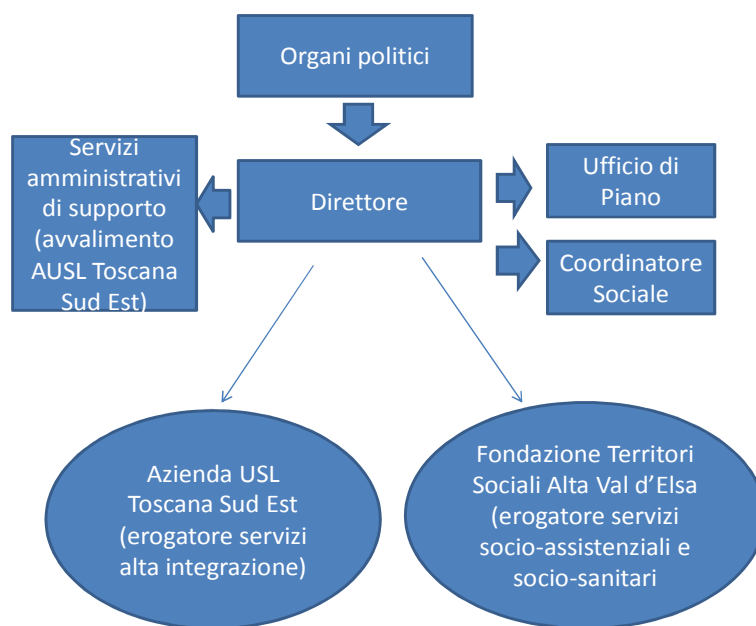 Organi politici
Servizi
amministrativi
di supporto
(avvalimento
AUSL Toscana
Sud Est)
Direttore
Ufficio di
Piano
Coordinatore
Sociale
Azienda USL
Toscana Sud Est
(erogatore servizi
alta integrazione)
Fondazione Territori
Sociali Alta Val d’Elsa
(erogatore servizi
socio-assistenziali e
socio-sanitari